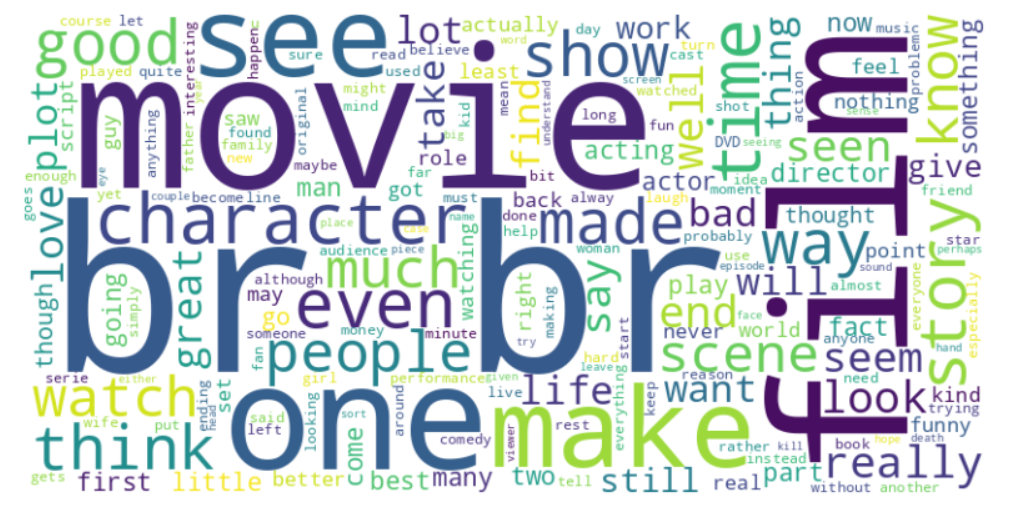 good
see
lot
actually
show
work
time
thing
now
music
movie
br br
film
one
character
made
make
people
even
much
way
story
know
something
course
let
played
quite
interesting
happen
sure
read
believe
used
word
day
turn
cast
plot
script
guy
saw
found
family
new
might
mind
original
maybe
father
year
anything
enough
yet
eye
goes
love
though
man
take
role
far
got
least
mean
kid
big
find
long
fun
bit
understand
acting
well
screen
watched
shot
DVD
seeing
action
feel
problem
nothing
sense
seen
director
give
friend
actor
moment
idea
laugh
bad
thought
point
star
perhaps
couple
become
line
place
must
name
case
back
alway
done
help
probably
audience
piece
woman
use
episode
sound
almost
everyone
especially
going
simply
great
although
may
go
someone
money
minute
watching
right
try
making
say
start
play
end
never
will
world
face
fact
anyone
hand
scene
seem
want
reason
need
look
kind
trying
funny
serie
either
watch
wife
put
ending
head
set
said
left
girl
fan
looking
sort
performance
given
live
around
comedy
life
hard
leave
everything
keep
viewer
rest
rather
kill
book
hope
death
think
gets
first
little
better
come
best
many
two
tell
still
real
instead
part
without
another
really